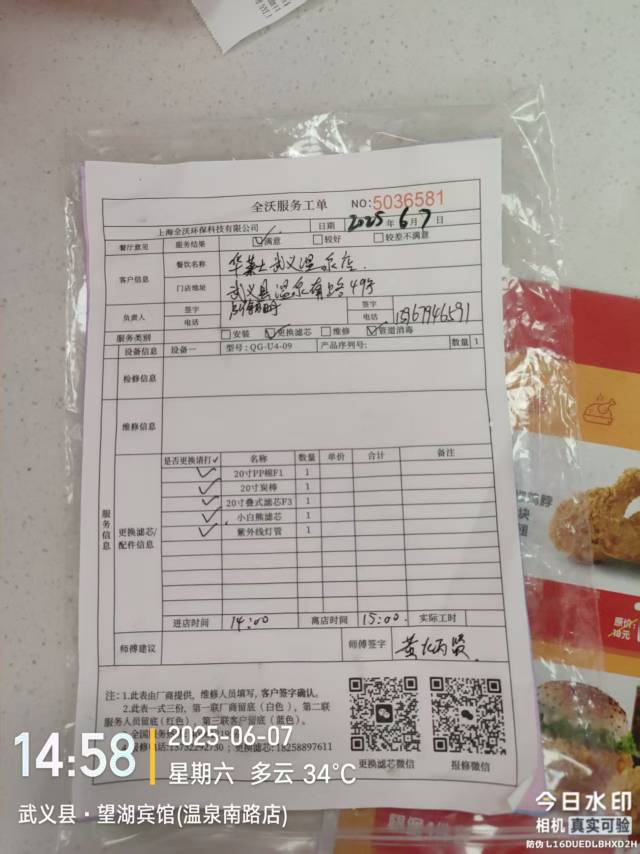 全沃服务工单
NO:5036581
上海全沃环保科技有限公司
日期 2025 年 6 月 7 日
餐厅意见 服务结果 ☑满意 □较好 □较差不满意
客户信息 餐饮名称 华莱士武义温泉店
门店地址 武义县温泉南路49号
负责人 签字 签字
电话 电话
服务类别 □安装 ☑更换滤芯 □维修 ☑管道消毒
设备信息 设备一 型号:QG-U4-09 产品序列号: 数量 1
检修信息
维修信息
服务信息
更换滤芯/配件信息
是否更换请打✓ 名称 数量 单价 合计 备注
✓ 20寸PP棉F1 1
✓ 20寸炭棒 1
✓ 20寸叠式滤芯F3 1
✓ 小白熊滤芯 1
✓ 紫外线灯管 1
进店时间 14:00 离店时间 15:00 实际工时
师傅建议 师傅签字
注:1.此表由厂商提供,维修人员填写,客户签字确认。
2.此表一式三份,第一联厂商留底(白色),第二联
服务人员留底(红色),第三联客户留底(蓝色)。
更换滤芯:18258897611
更换滤芯微信 报修微信
原价:
14:58
2025-06-07
星期六 多云 34°C
武义县·望湖宾馆(温泉南路店)
今日水印
相机 真实可验
防伪 L16DUEDLBHXD2H